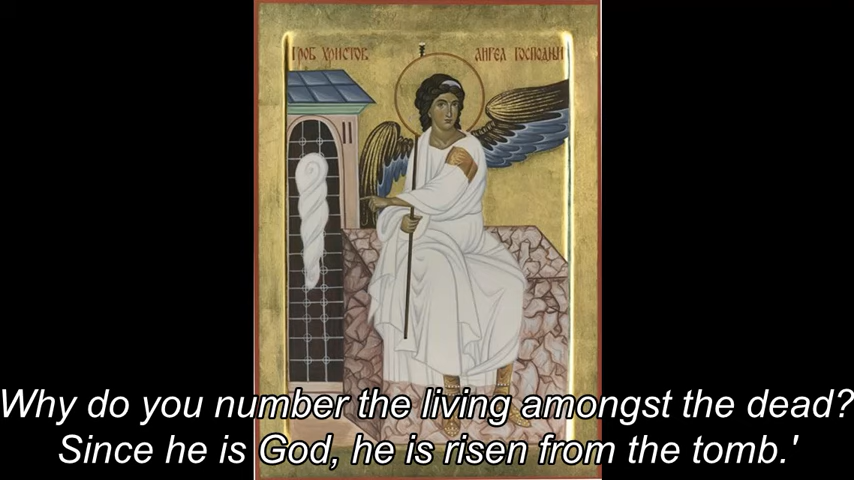 ГРОБ ХРИСТОВ
АНГЕЛ ГОСПОДЊИ
Why do you number the living amongst the dead?
Since he is God, he is risen from the tomb.'